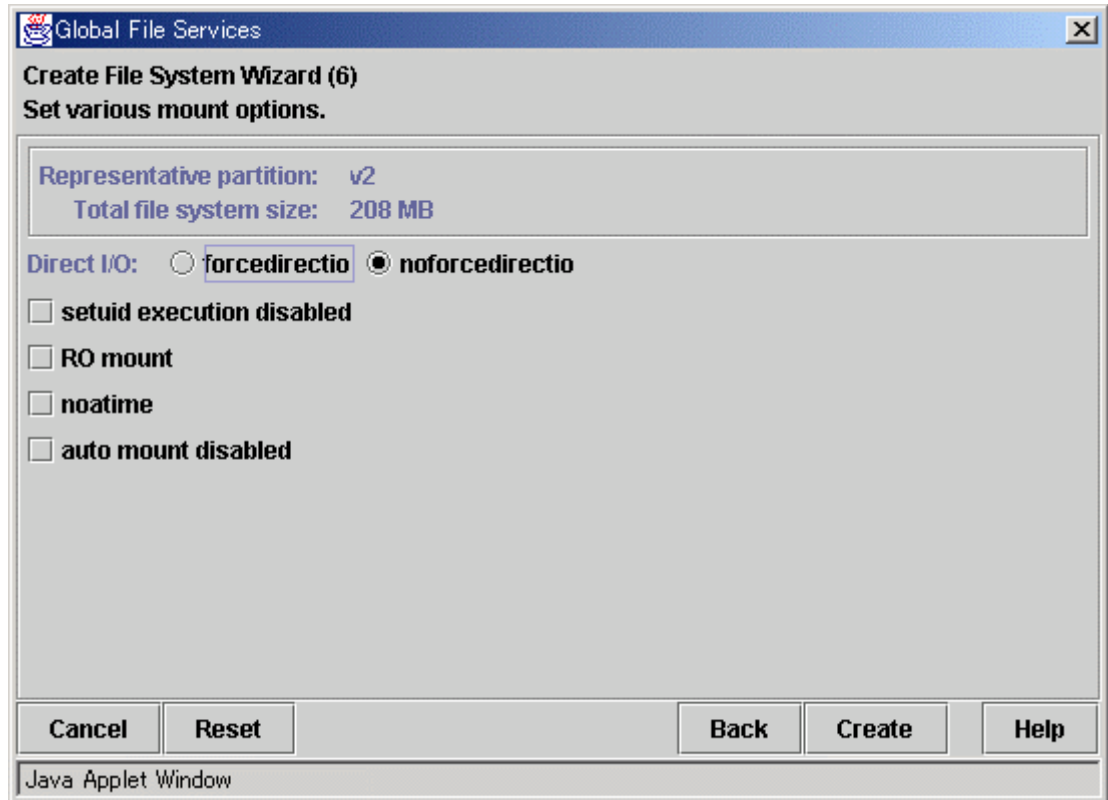 Global File Services
Create File System Wizard (6)
Set various mount options.
Representative partition: v2
Total file system size: 208 MB
Direct I/O: forcedirectio noforcedirectio
setuid execution disabled
RO mount
noatime
auto mount disabled
Cancel Reset Back Create Help
Java Applet Window